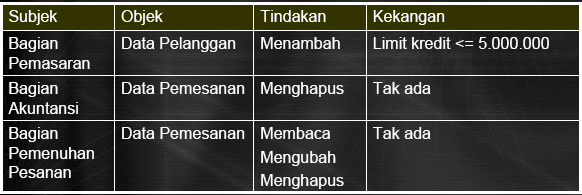 Subjek Objek Tindakan Kekangan
Bagian Pemasaran Data Pelanggan Menambah Limit kredit <= 5.000.000
Bagian Akuntansi Data Pemesanan Menghapus Tak ada
Bagian Pemenuhan Pesanan Data Pemesanan Membaca Mengubah Menghapus Tak ada